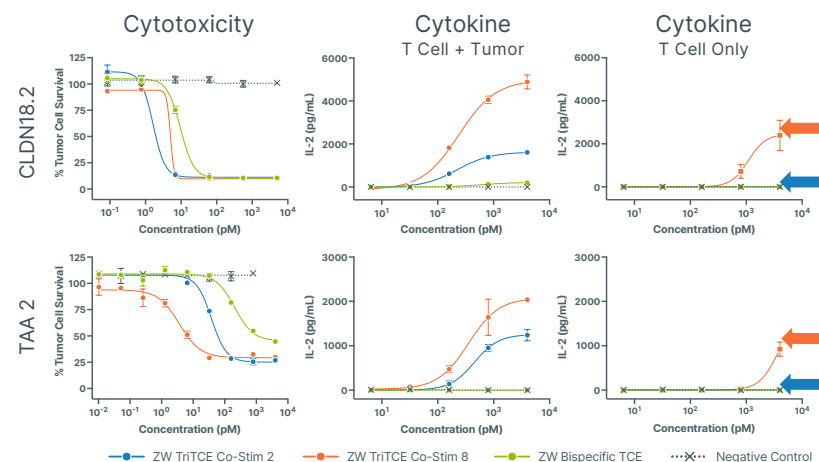 Cytotoxicity
Cytokine
T Cell + Tumor
Cytokine
T Cell Only
CLDN18.2
% Tumor Cell Survival
125
100
75
50
25
0
10⁻¹ 10⁰ 10¹ 10² 10³ 10⁴
Concentration (pM)
IL-2 (pg/mL)
6000
4000
2000
0
10¹ 10² 10³ 10⁴
Concentration (pM)
IL-2 (pg/mL)
6000
4000
2000
0
10¹ 10² 10³ 10⁴
Concentration (pM)
TAA 2
% Tumor Cell Survival
125
100
75
50
25
0
10⁻² 10⁻¹ 10⁰ 10¹ 10² 10³ 10⁴
Concentration (pM)
IL-2 (pg/mL)
3000
2000
1000
0
10¹ 10² 10³ 10⁴
Concentration (pM)
IL-2 (pg/mL)
3000
2000
1000
0
10¹ 10² 10³ 10⁴
Concentration (pM)
ZW TriTCE Co-Stim 2 ZW TriTCE Co-Stim 8 ZW Bispecific TCE Negative Control